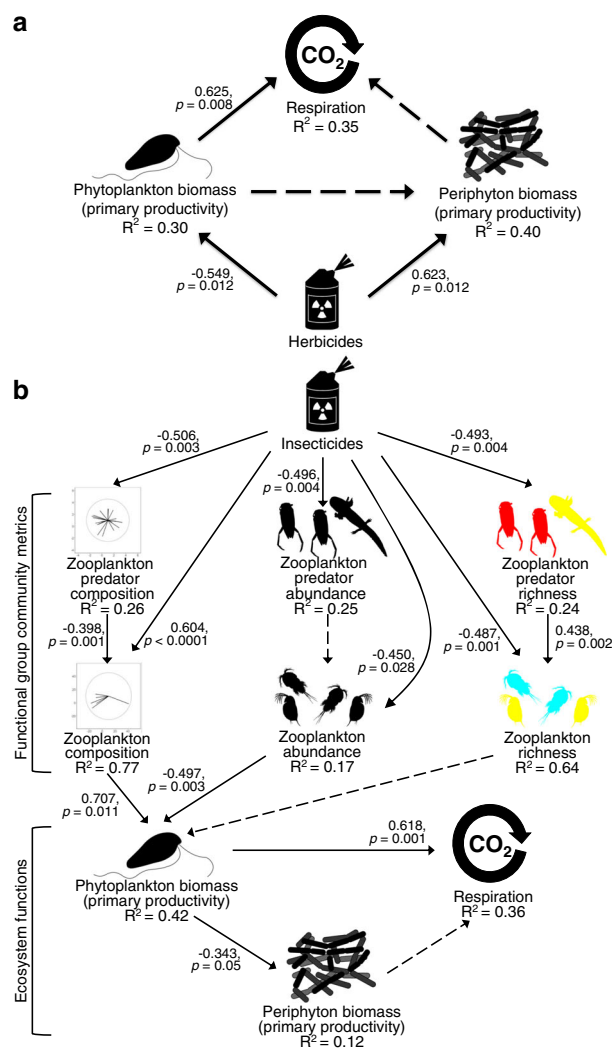 a
CO2
0.625,
p = 0.008
Respiration
R2 = 0.35
Phytoplankton biomass
(primary productivity)
R2 = 0.30
Periphyton biomass
(primary productivity)
R2 = 0.40
-0.549,
p = 0.012
0.623,
p = 0.012
Herbicides
b
Insecticides
-0.506,
p = 0.003
-0.496,
p = 0.004
-0.493,
p = 0.004
Functional group community metrics
Zooplankton
predator
composition
R2 = 0.26
Zooplankton
predator
abundance
R2 = 0.25
Zooplankton
predator
richness
R2 = 0.24
-0.398,
p = 0.001
0.604,
p < 0.0001
-0.450,
p = 0.028
-0.487,
p = 0.001
0.438,
p = 0.002
Zooplankton
composition
R2 = 0.77
Zooplankton
abundance
R2 = 0.17
Zooplankton
richness
R2 = 0.64
0.707,
p = 0.011
-0.497,
p = 0.003
Ecosystem functions
0.618,
p = 0.001
CO2
Phytoplankton biomass
(primary productivity)
R2 = 0.42
Respiration
R2 = 0.36
-0.343,
p = 0.05
Periphyton biomass
(primary productivity)
R2 = 0.12